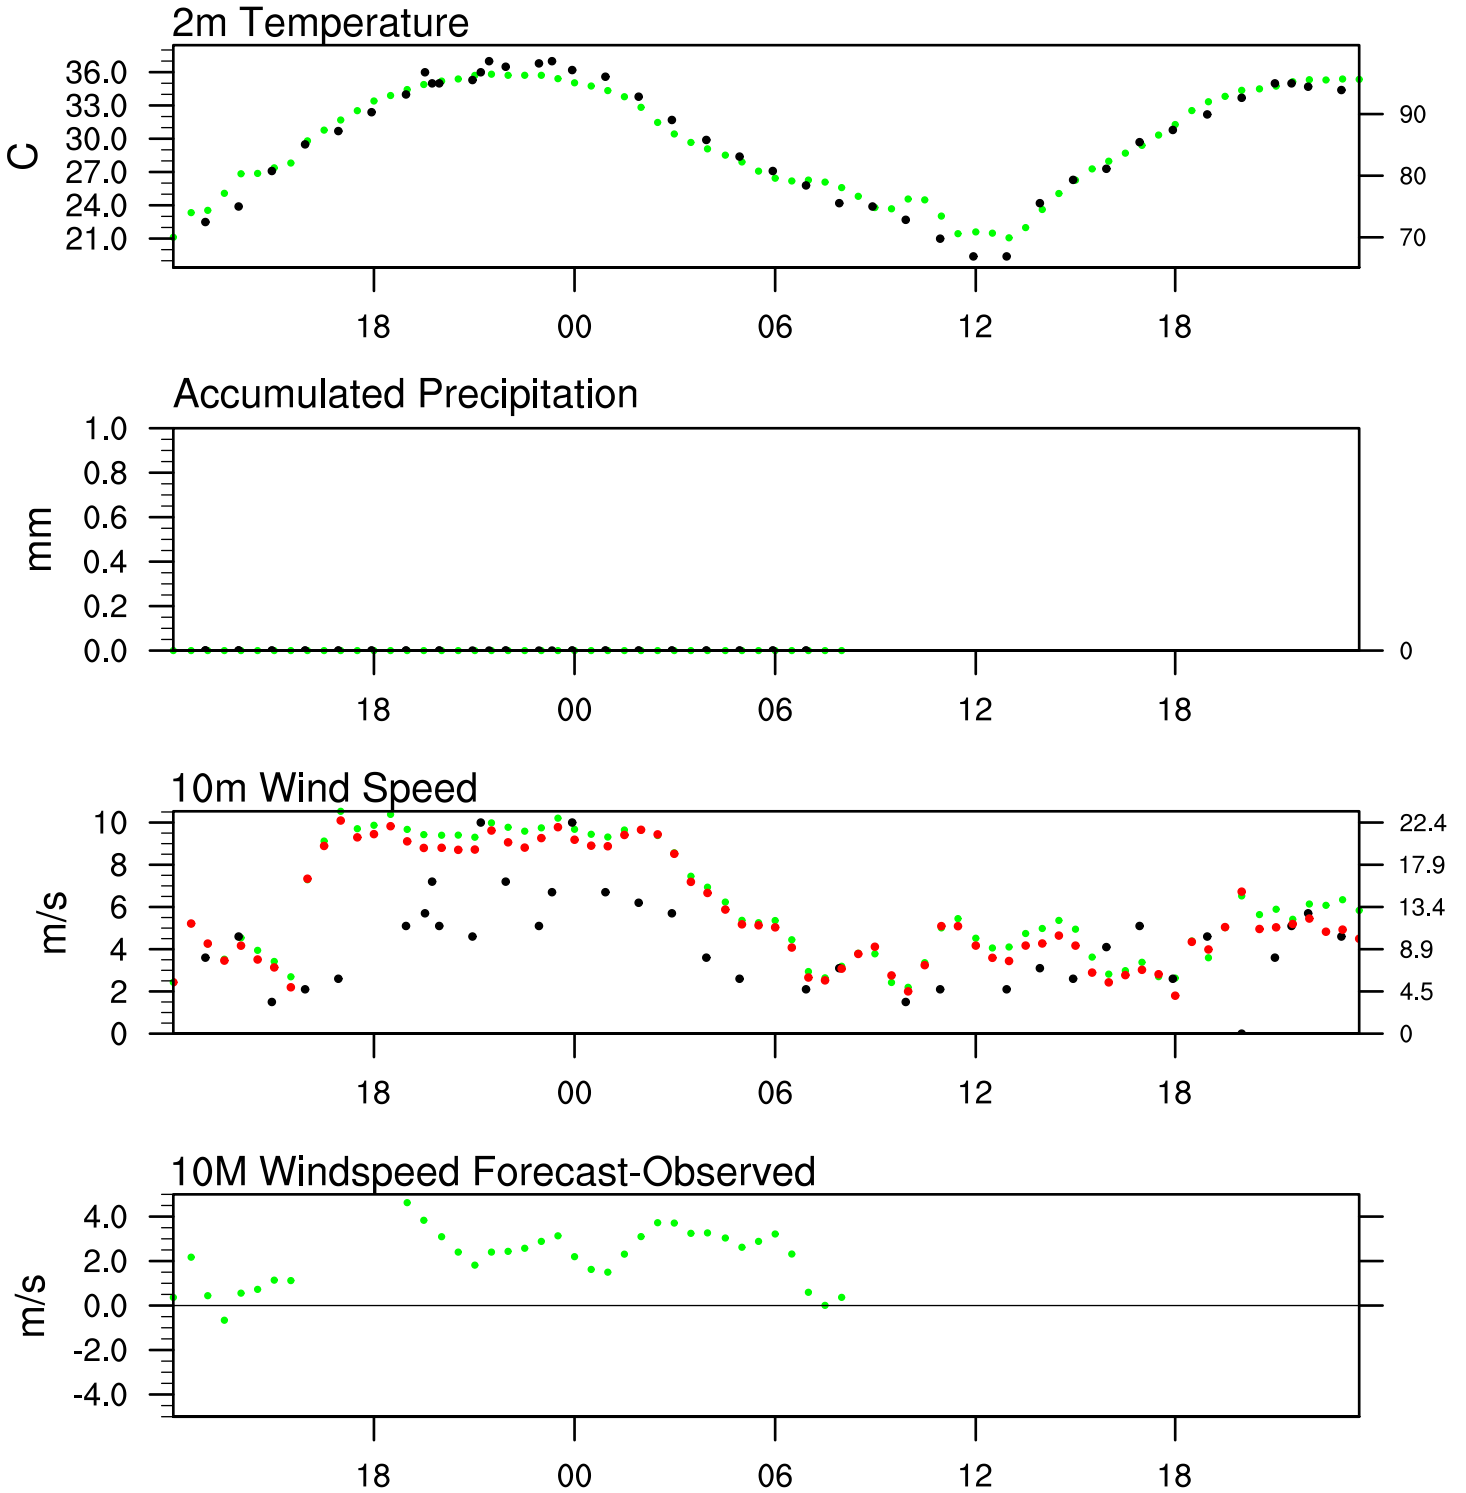 2m Temperature
C
36.0
33.0
30.0
27.0
24.0
21.0
90
80
70
18 00 06 12 18
Accumulated Precipitation
mm
1.0
0.8
0.6
0.4
0.2
0.0
0
18 00 06 12 18
10m Wind Speed
m/s
10
8
6
4
2
0
22.4
17.9
13.4
8.9
4.5
0
18 00 06 12 18
10M Windspeed Forecast-Observed
m/s
4.0
2.0
0.0
-2.0
-4.0
18 00 06 12 18